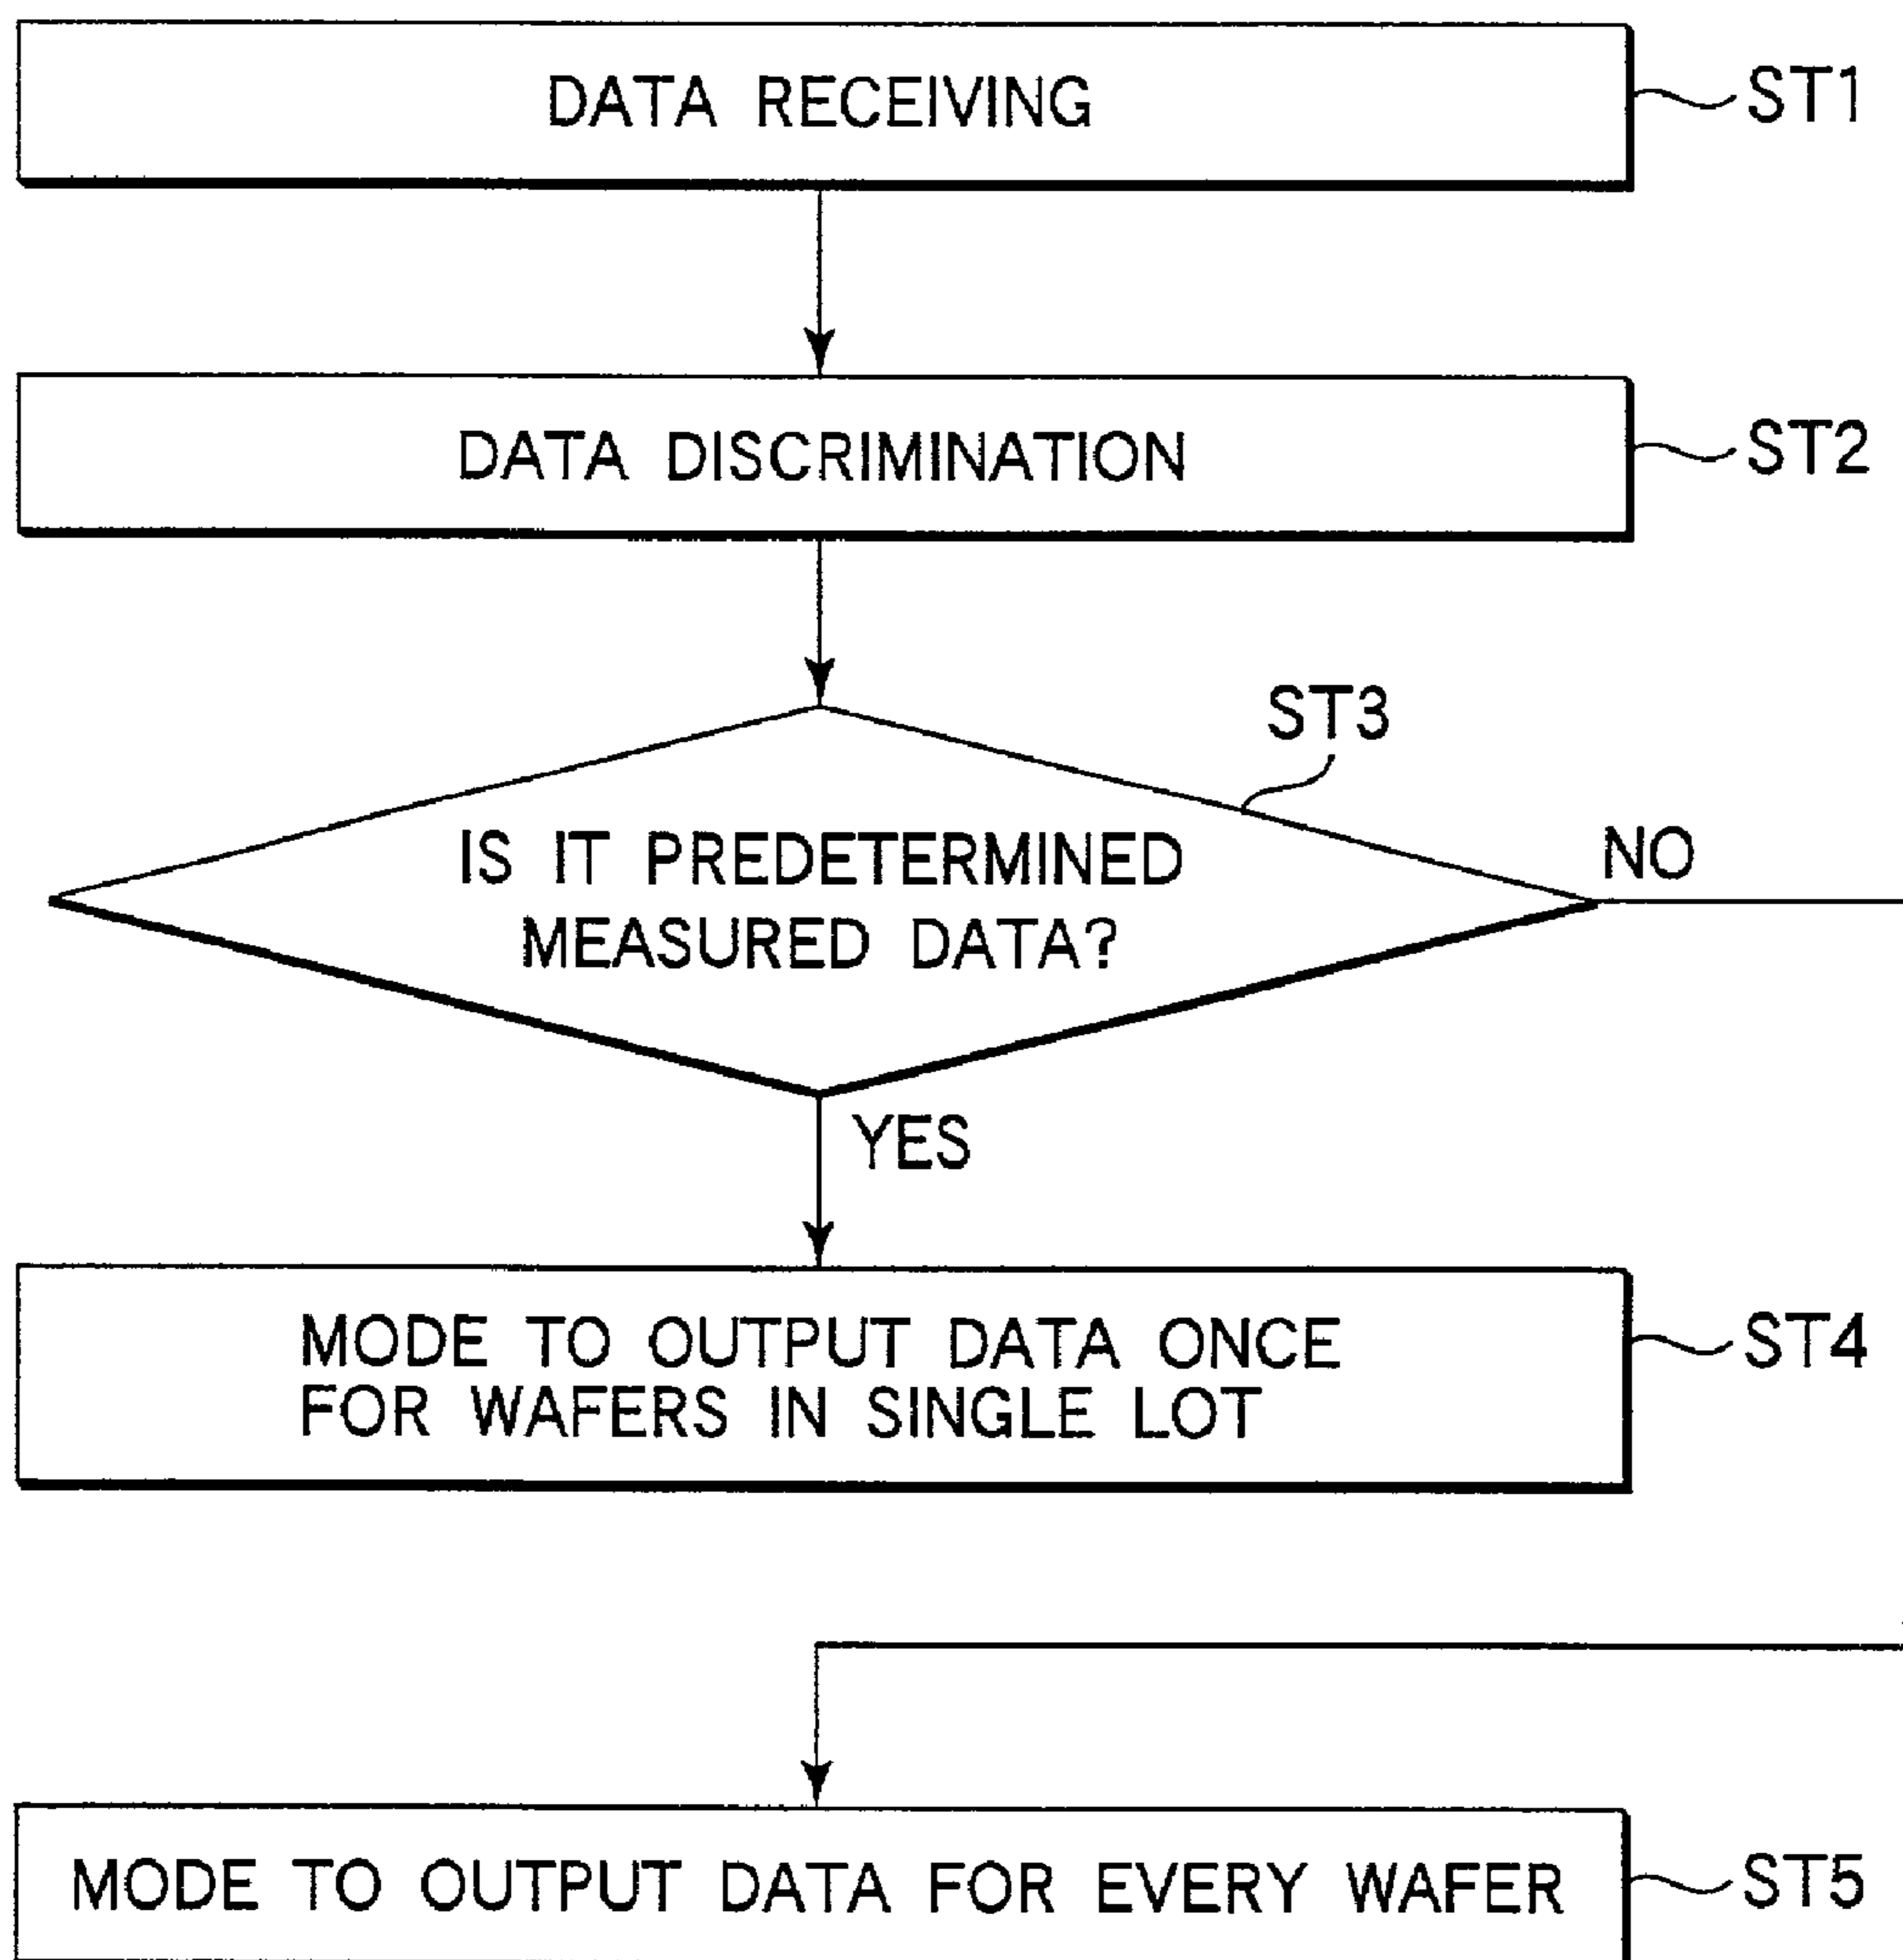 DATA RECEIVING
ST1
DATA DISCRIMINATION
ST2
ST3
IS IT PREDETERMINED
MEASURED DATA?
NO
YES
MODE TO OUTPUT DATA ONCE
FOR WAFERS IN SINGLE LOT
ST4
MODE TO OUTPUT DATA FOR EVERY WAFER
ST5